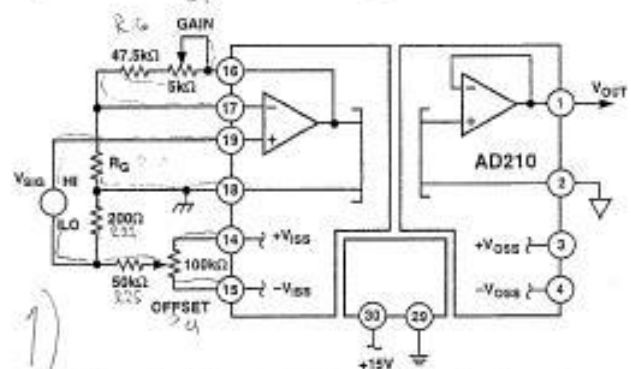 GAIN
47.5kΩ
5kΩ
16
17
19
RG
VSIG
HI
LO
18
200Ω
14
+VISS
100kΩ
50kΩ
15
-VISS
OFFSET
1)
AD210
1
VOUT
2
+VOSS
3
-VOSS
4
30
29
+15V